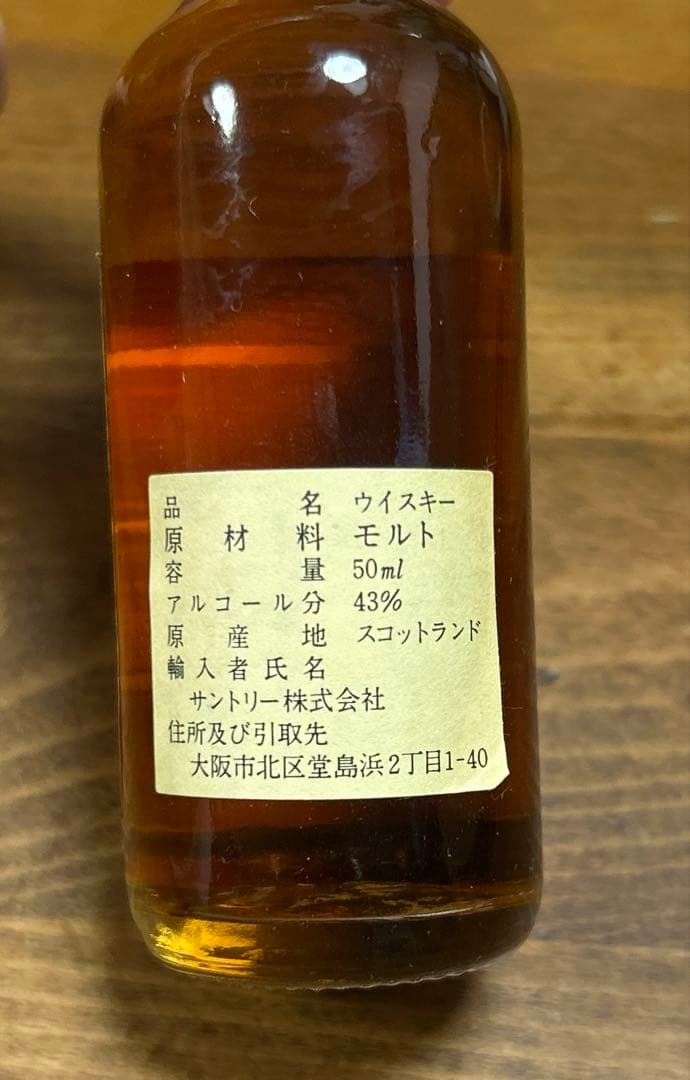 品名 ウイスキー
原材料 モルト
容量 50ml
アルコール分 43%
原産地 スコットランド
輸入者氏名
サントリー株式会社
住所及び引取先
大阪市北区堂島浜2丁目1-40